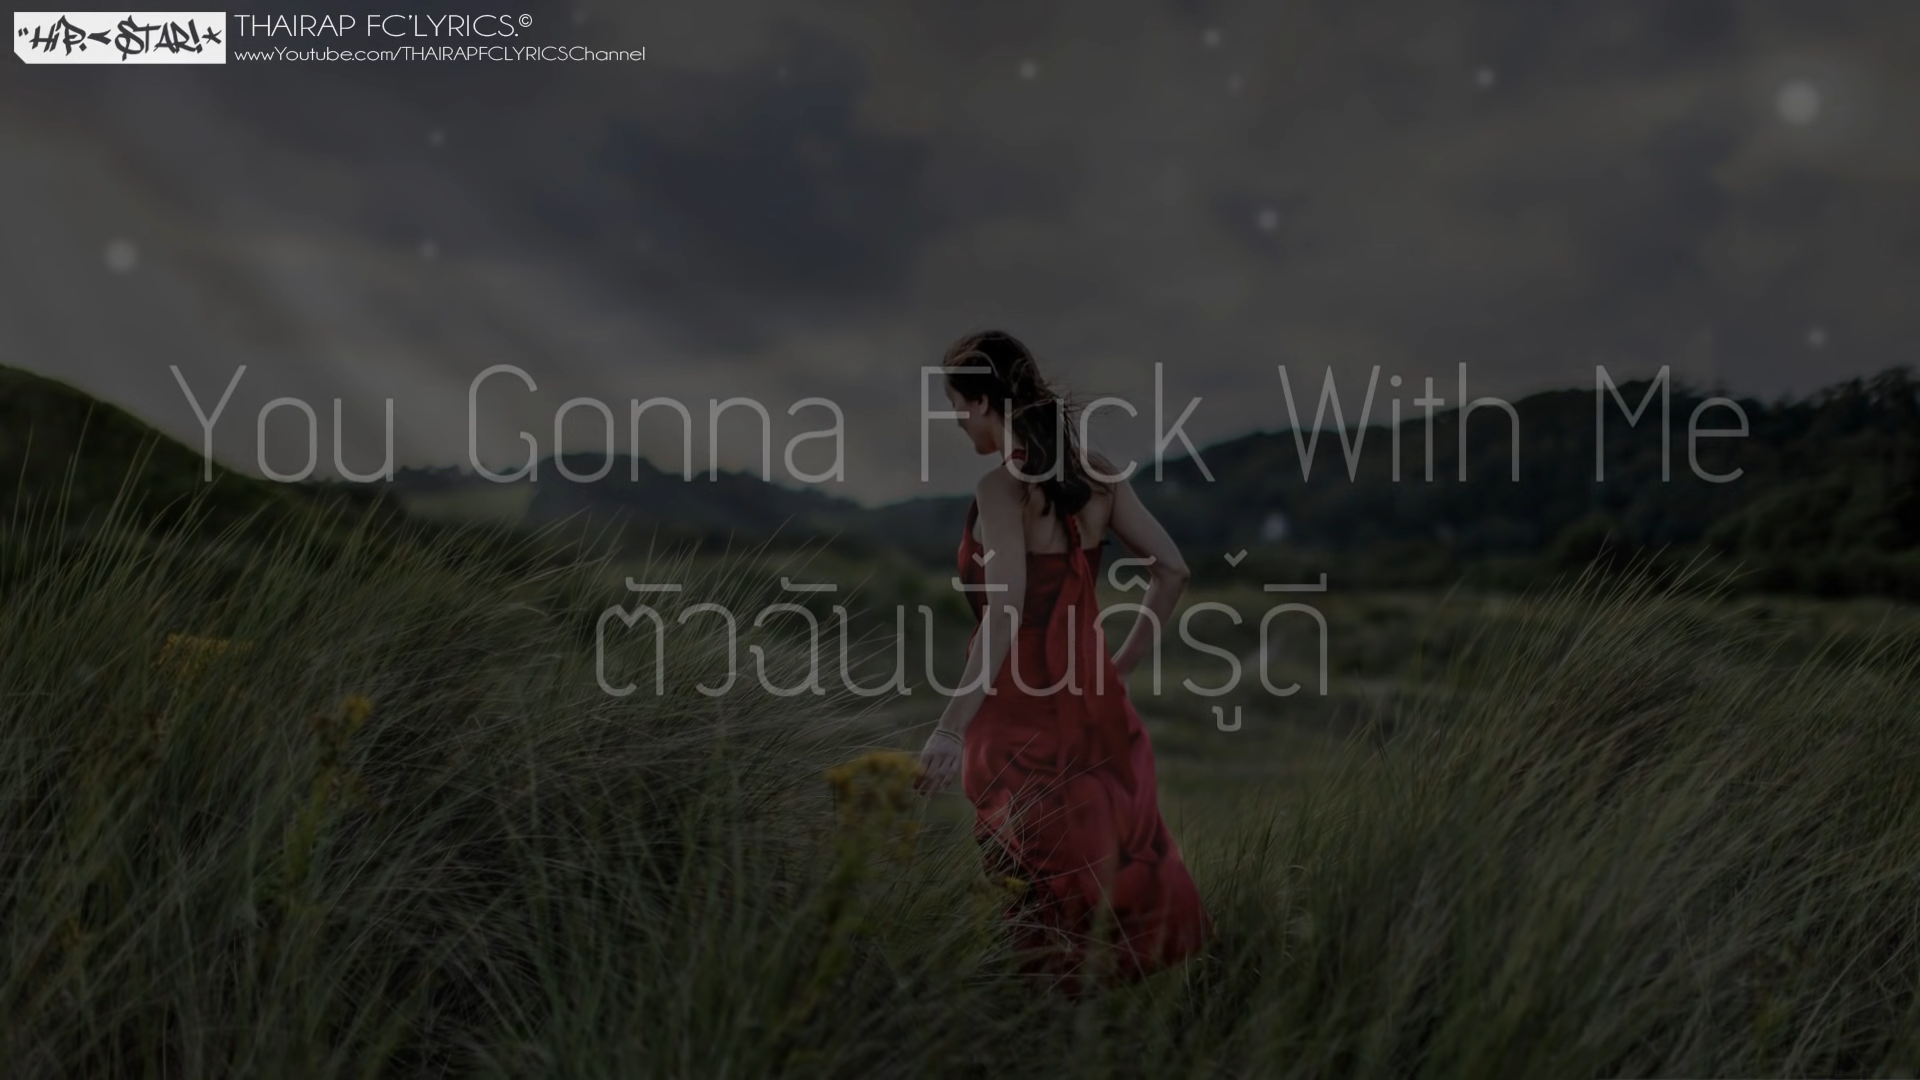 "HiP.<STAR!*
THAIRAP FC'LYRICS.©
www.Youtube.com/THAIRAPFCLYRICSChannel
You Gonna Fuck With Me
ตัวฉันนั้นก็รู้ดี